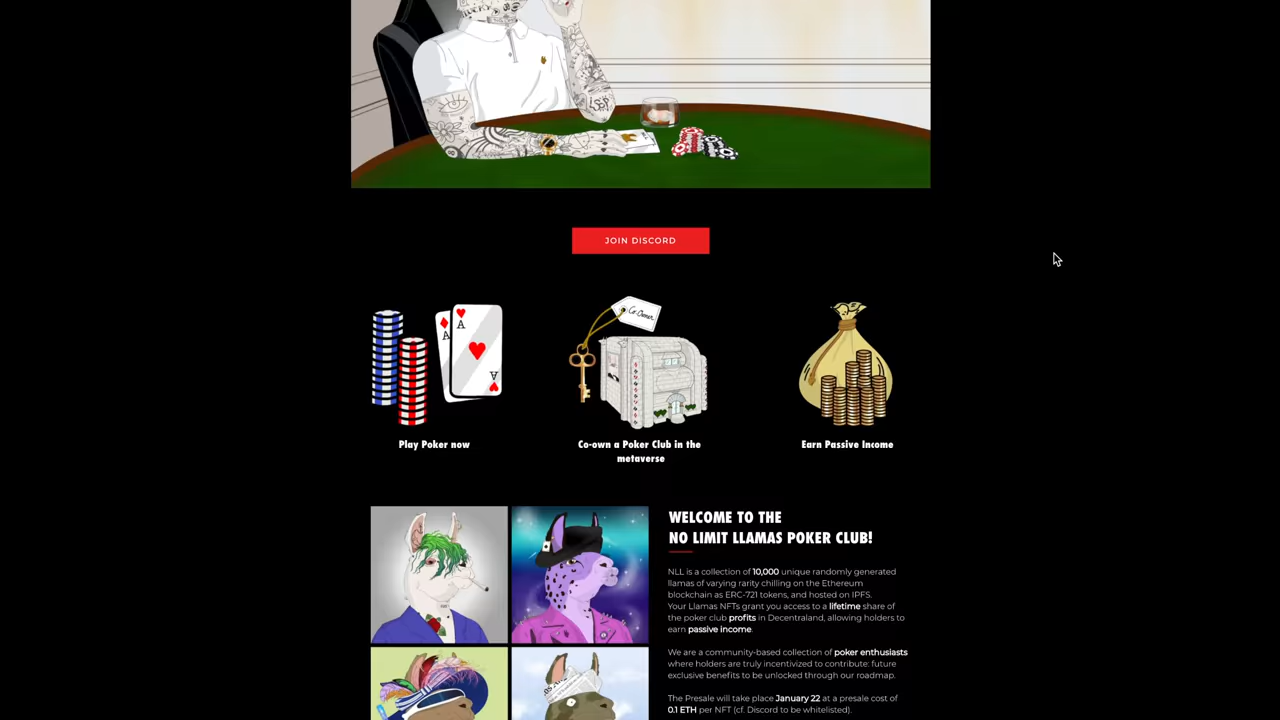 JOIN DISCORD
Co-Owner
A
A
A
A
Play Poker now
Co-own a Poker Club in the
metaverse
Earn Passive Income
WELCOME TO THE
NO LIMIT LLAMAS POKER CLUB!
NLL is a collection of 10,000 unique randomly generated
llamas of varying rarity chilling on the Ethereum
blockchain as ERC-721 tokens, and hosted on IPFS.
Your Llamas NFTs grant you access to a lifetime share of
the poker club profits in Decentraland, allowing holders to
earn passive income.
We are a community-based collection of poker enthusiasts
where holders are truly incentivized to contribute: future
exclusive benefits to be unlocked through our roadmap.
The Presale will take place January 22 at a presale cost of
0.1 ETH per NFT (cf. Discord to be whitelisted).